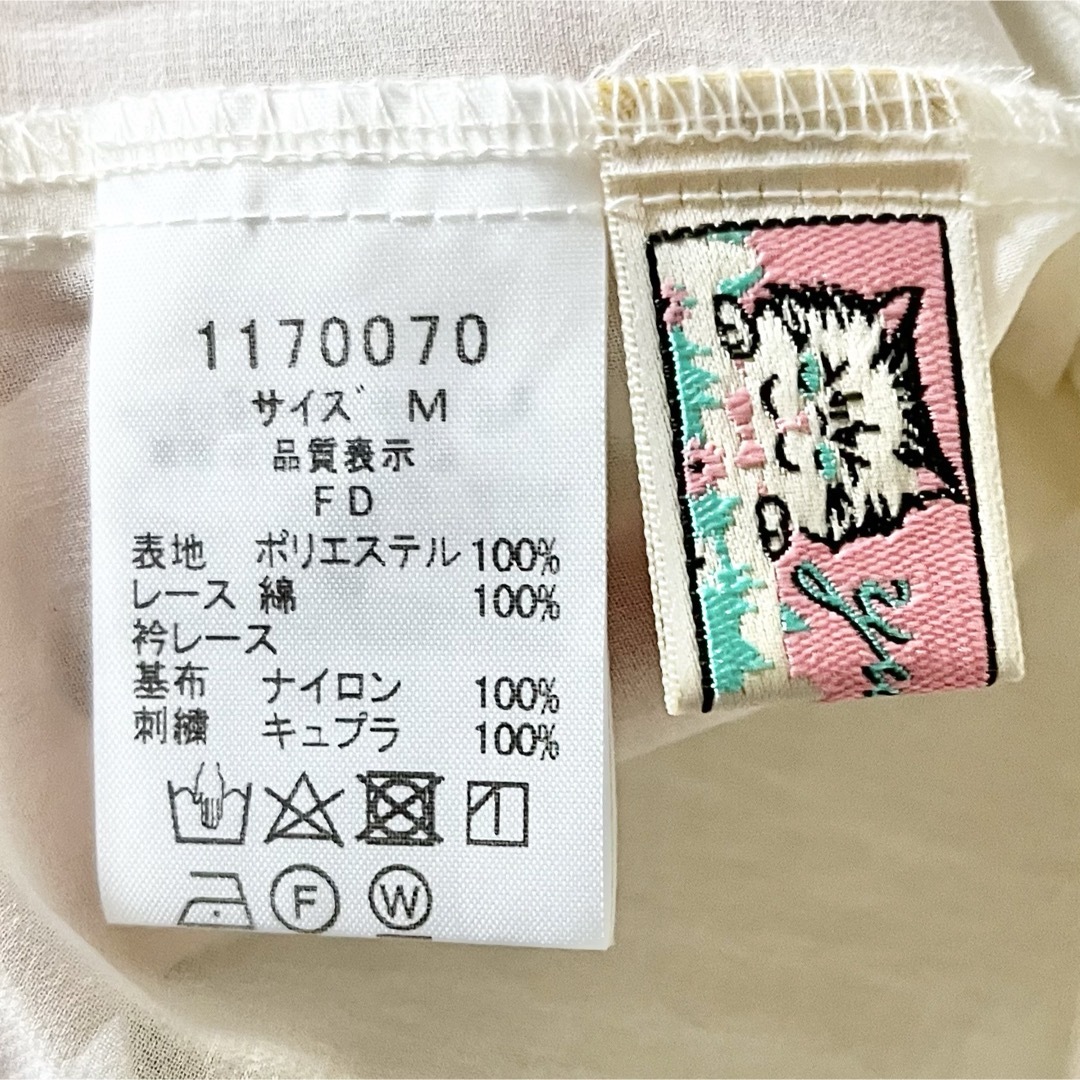 1170070
サイズ M
品質表示
FD
表地 ポリエステル 100%
レース 綿 100%
衿レース
基布 ナイロン 100%
刺繍 キュプラ 100%
F W